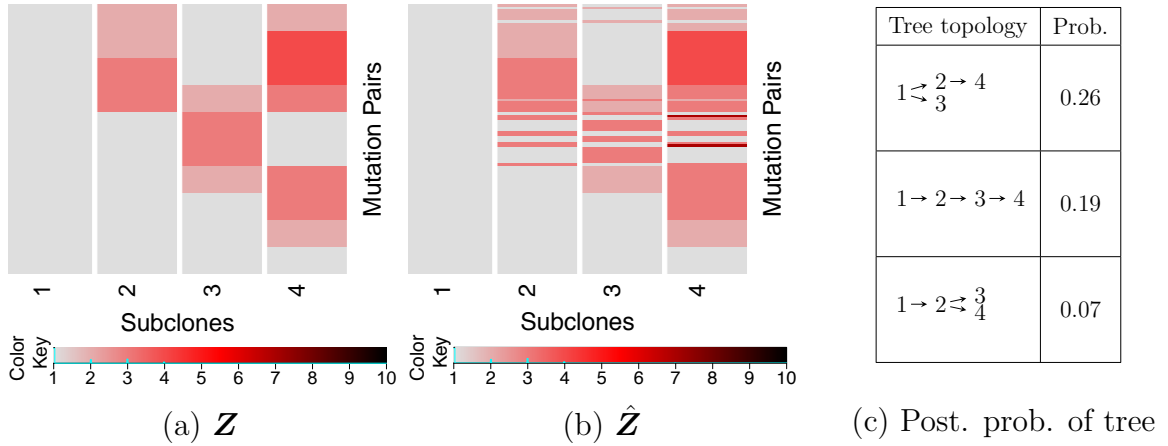 Mutation Pairs
1 2 3 4
Subclones
Color Key
1 2 3 4 5 6 7 8 9 10
(a) Z
Mutation Pairs
1 2 3 4
Subclones
Color Key
1 2 3 4 5 6 7 8 9 10
(b) Ẑ
Tree topology Prob.
2 → 4
1
3
0.26
1 → 2 → 3 → 4 0.19
3
1 → 2
4
0.07
(c) Post. prob. of tree